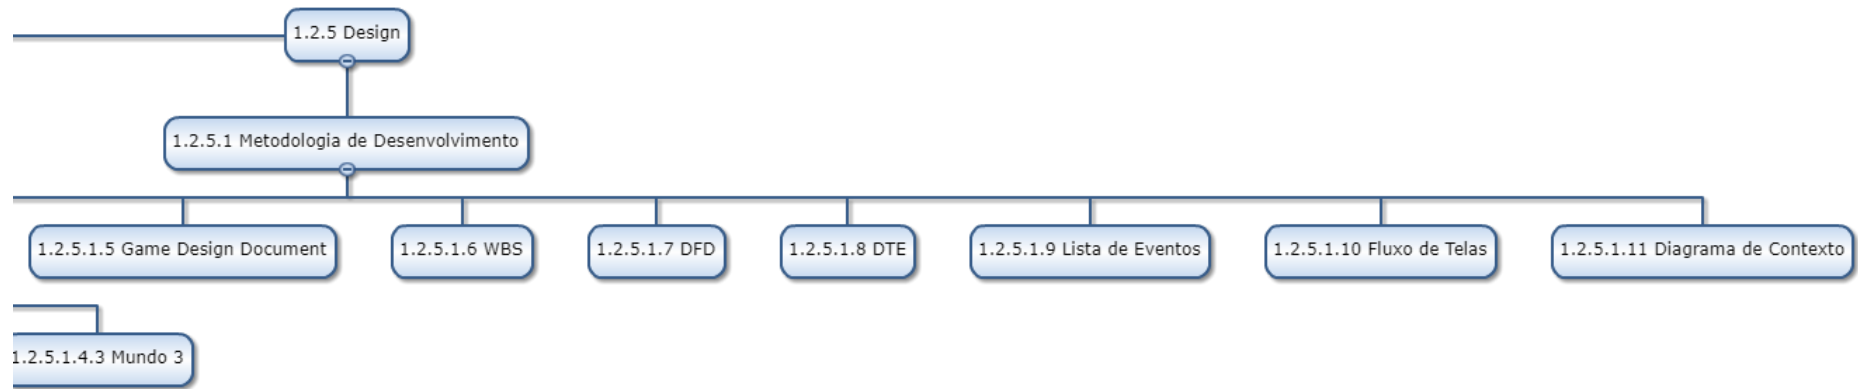 1.2.5 Design
1.2.5.1 Metodologia de Desenvolvimento
1.2.5.1.5 Game Design Document
1.2.5.1.6 WBS
1.2.5.1.7 DFD
1.2.5.1.8 DTE
1.2.5.1.9 Lista de Eventos
1.2.5.1.10 Fluxo de Telas
1.2.5.1.11 Diagrama de Contexto
1.2.5.1.4.3 Mundo 3